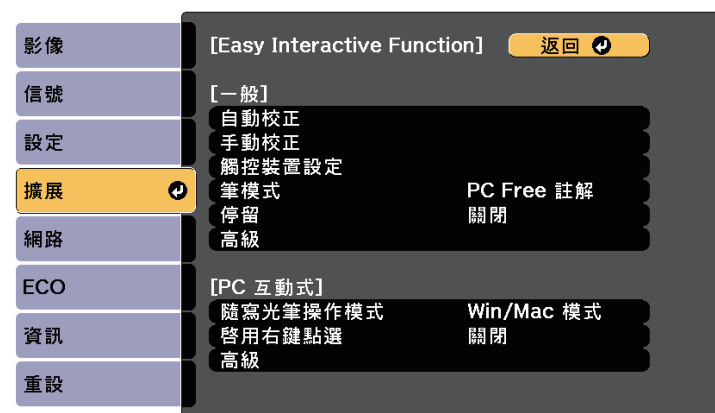 影像
信號
設定
擴展
網路
ECO
資訊
重設
[Easy Interactive Function] 返回
[一般]
自動校正
手動校正
觸控裝置設定
筆模式 PC Free 註解
停留 關閉
高級
[PC 互動式]
隨寫光筆操作模式 Win/Mac 模式
啓用右鍵點選 關閉
高級